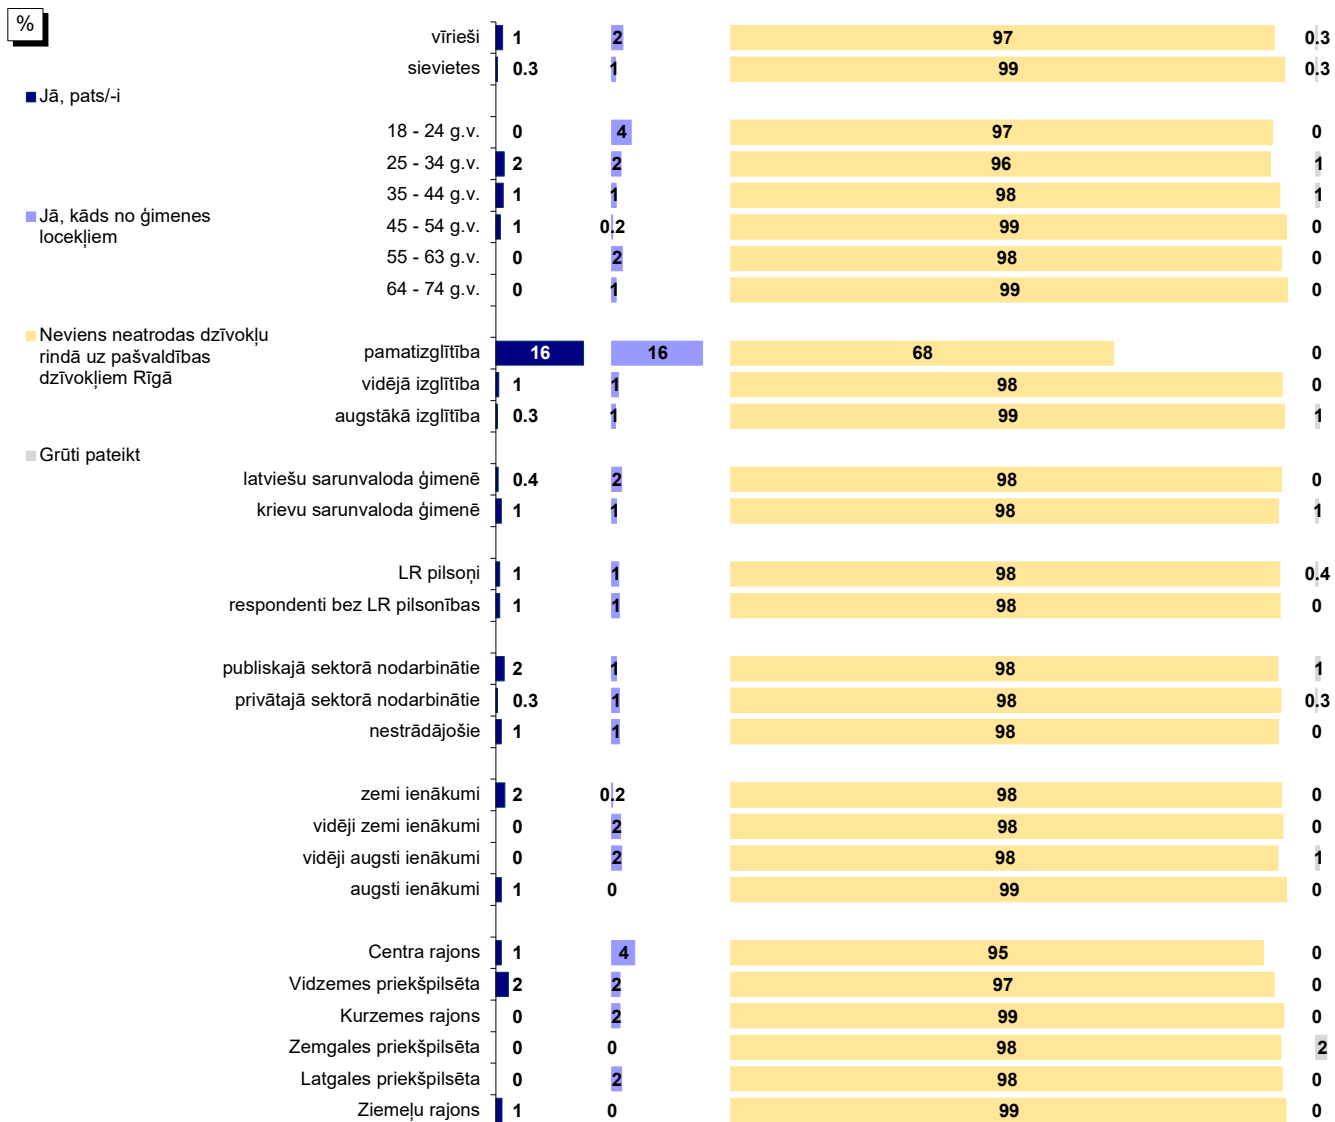 %
Jā, pats/-i
Jā, kāds no ģimenes
locekļiem
Neviens neatrodas dzīvokļu
rindā uz pašvaldības
dzīvokļiem Rīgā
Grūti pateikt
vīrieši 1 2 97 0.3
sievietes 0.3 1 99 0.3
18 - 24 g.v. 0 4 97 0
25 - 34 g.v. 2 2 96 1
35 - 44 g.v. 1 1 98 1
45 - 54 g.v. 1 0.2 99 0
55 - 63 g.v. 0 2 98 0
64 - 74 g.v. 0 1 99 0
pamatizglītība 16 16 68 0
vidējā izglītība 1 1 98 0
augstākā izglītība 0.3 1 99 1
latviešu sarunvaloda ģimenē 0.4 2 98 0
krievu sarunvaloda ģimenē 1 1 98 1
LR pilsoņi 1 1 98 0.4
respondenti bez LR pilsonības 1 1 98 0
publiskajā sektorā nodarbinātie 2 1 98 1
privātajā sektorā nodarbinātie 0.3 1 98 0.3
nestrādājošie 1 1 98 0
zemi ienākumi 2 0.2 98 0
vidēji zemi ienākumi 0 2 98 0
vidēji augsti ienākumi 0 2 98 1
augsti ienākumi 1 0 99 0
Centra rajons 1 4 95 0
Vidzemes priekšpilsēta 2 2 97 0
Kurzemes rajons 0 2 99 0
Zemgales priekšpilsēta 0 0 98 2
Latgales priekšpilsēta 0 2 98 0
Ziemeļu rajons 1 0 99 0